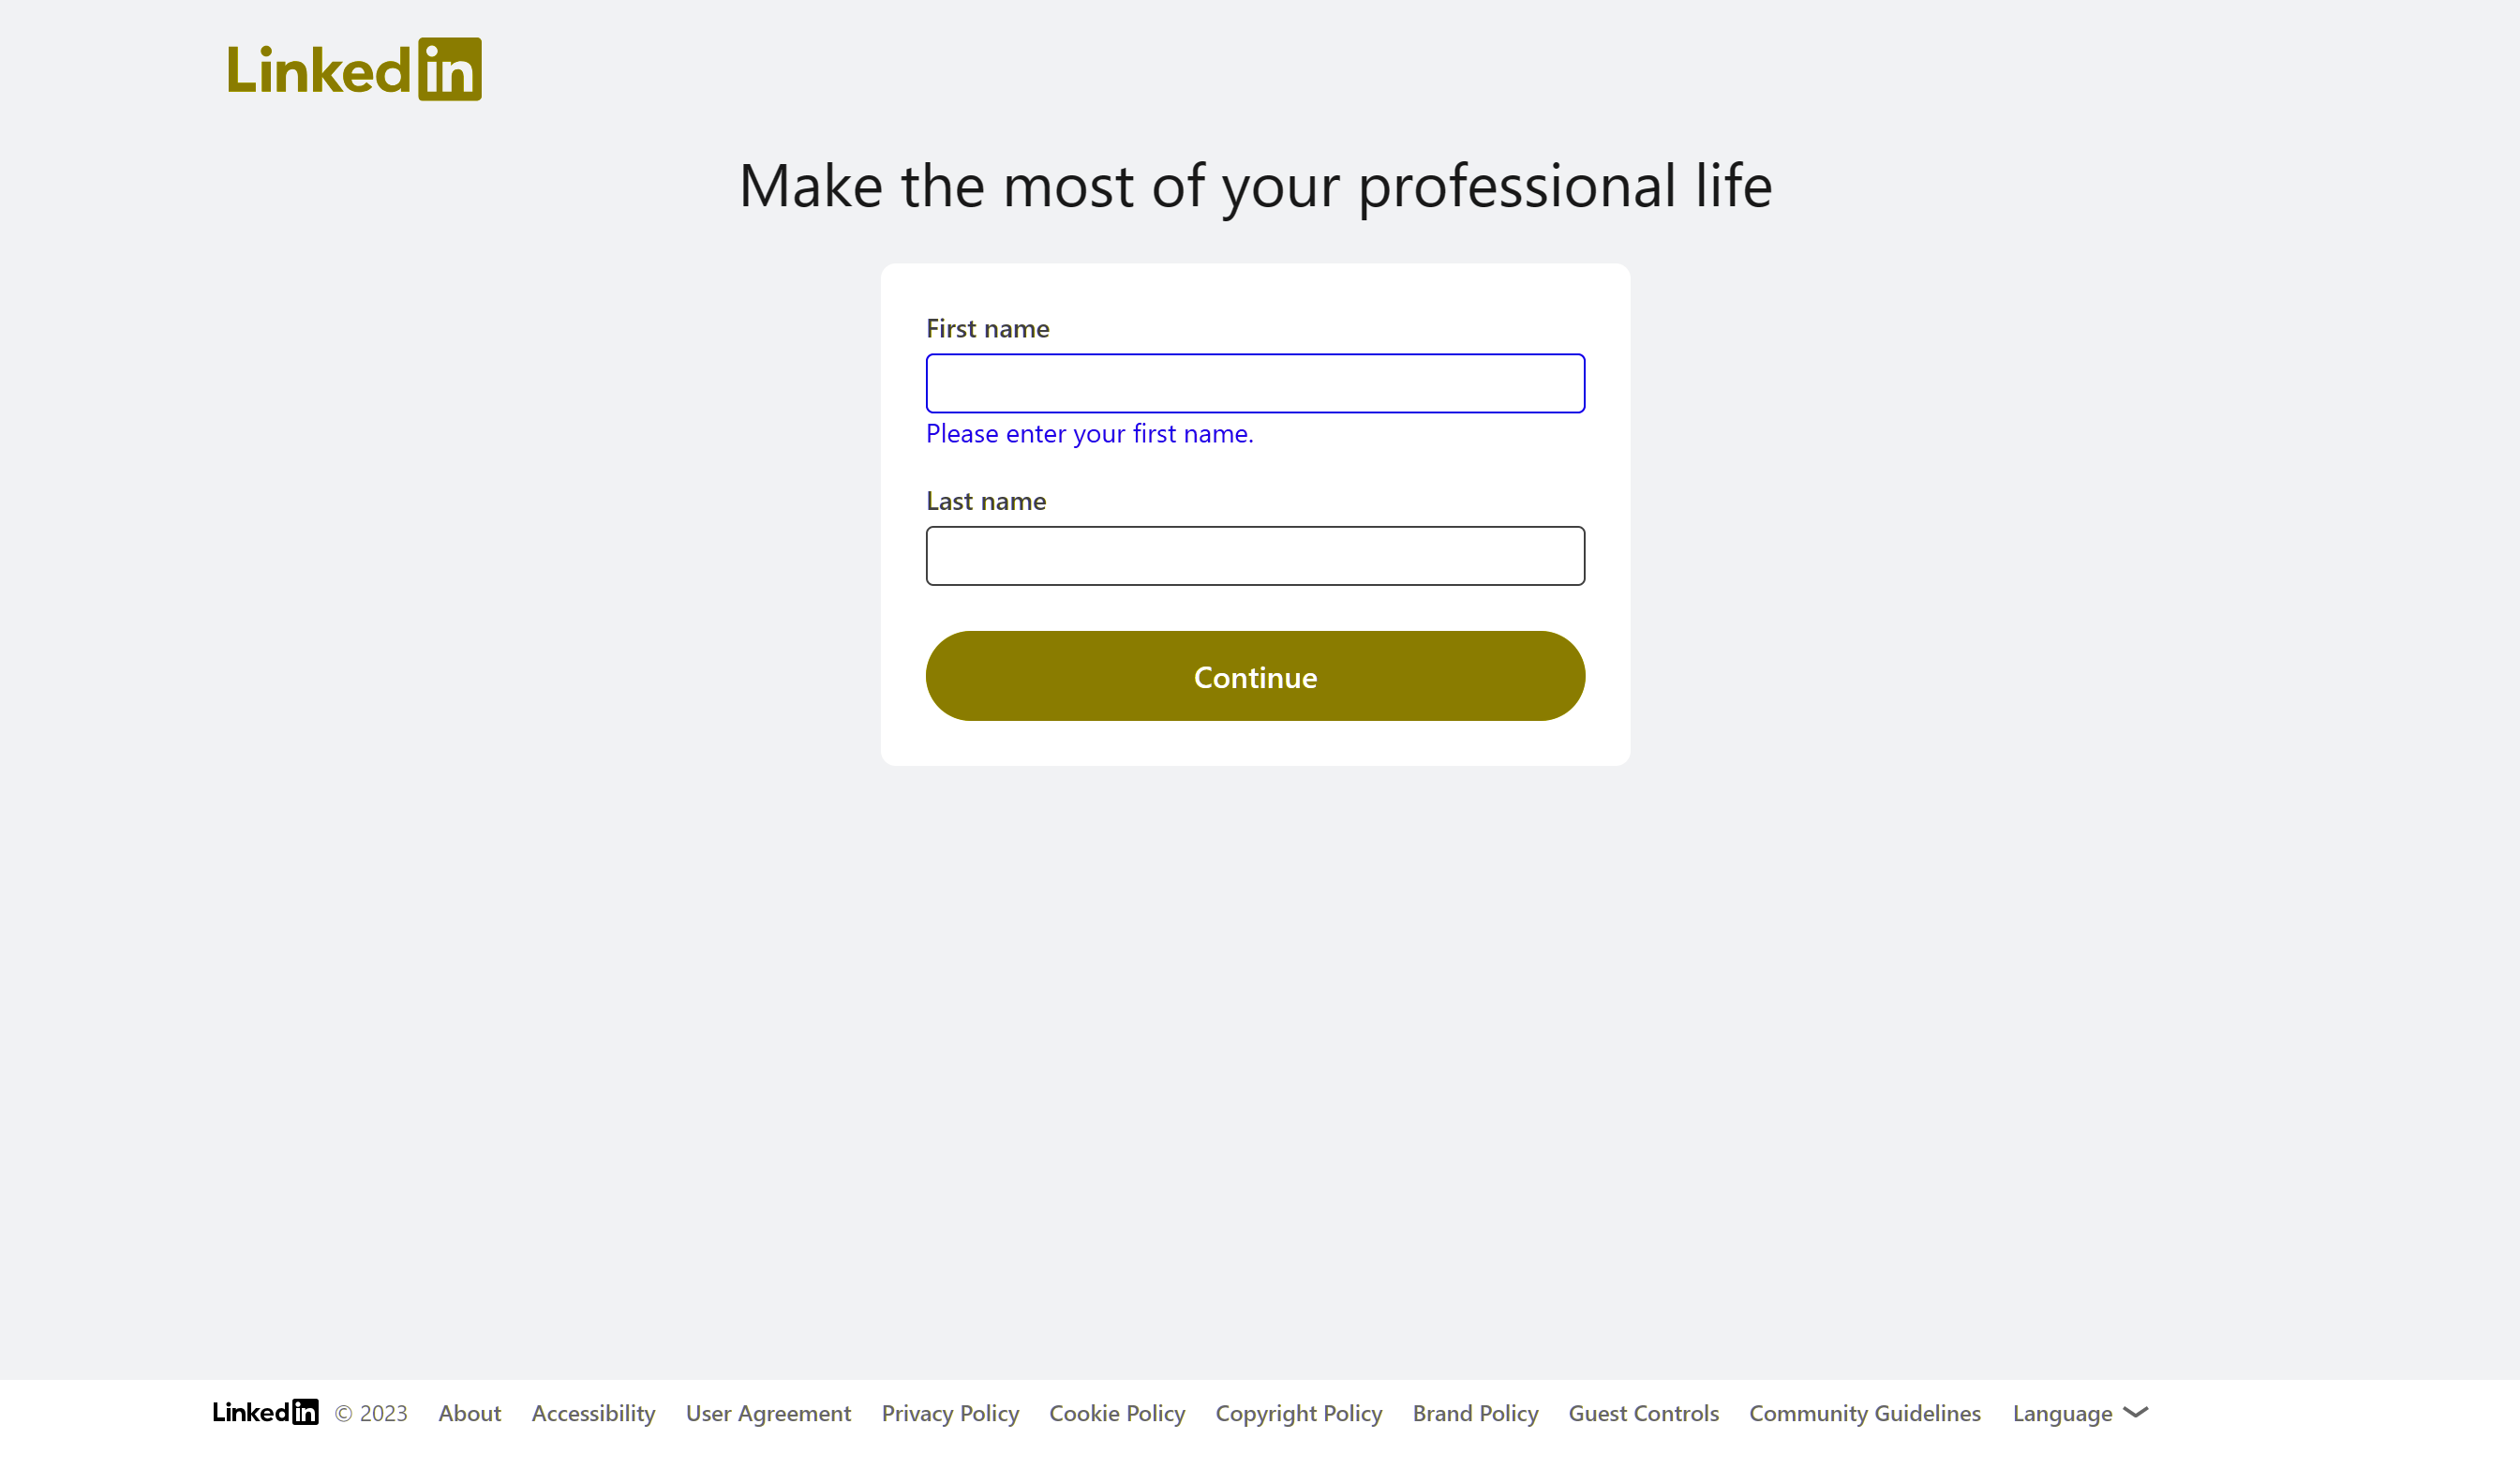 LinkedIn
Make the most of your professional life
First name
Please enter your first name.
Last name
Continue
LinkedIn © 2023 About Accessibility User Agreement Privacy Policy Cookie Policy Copyright Policy Brand Policy Guest Controls Community Guidelines Language